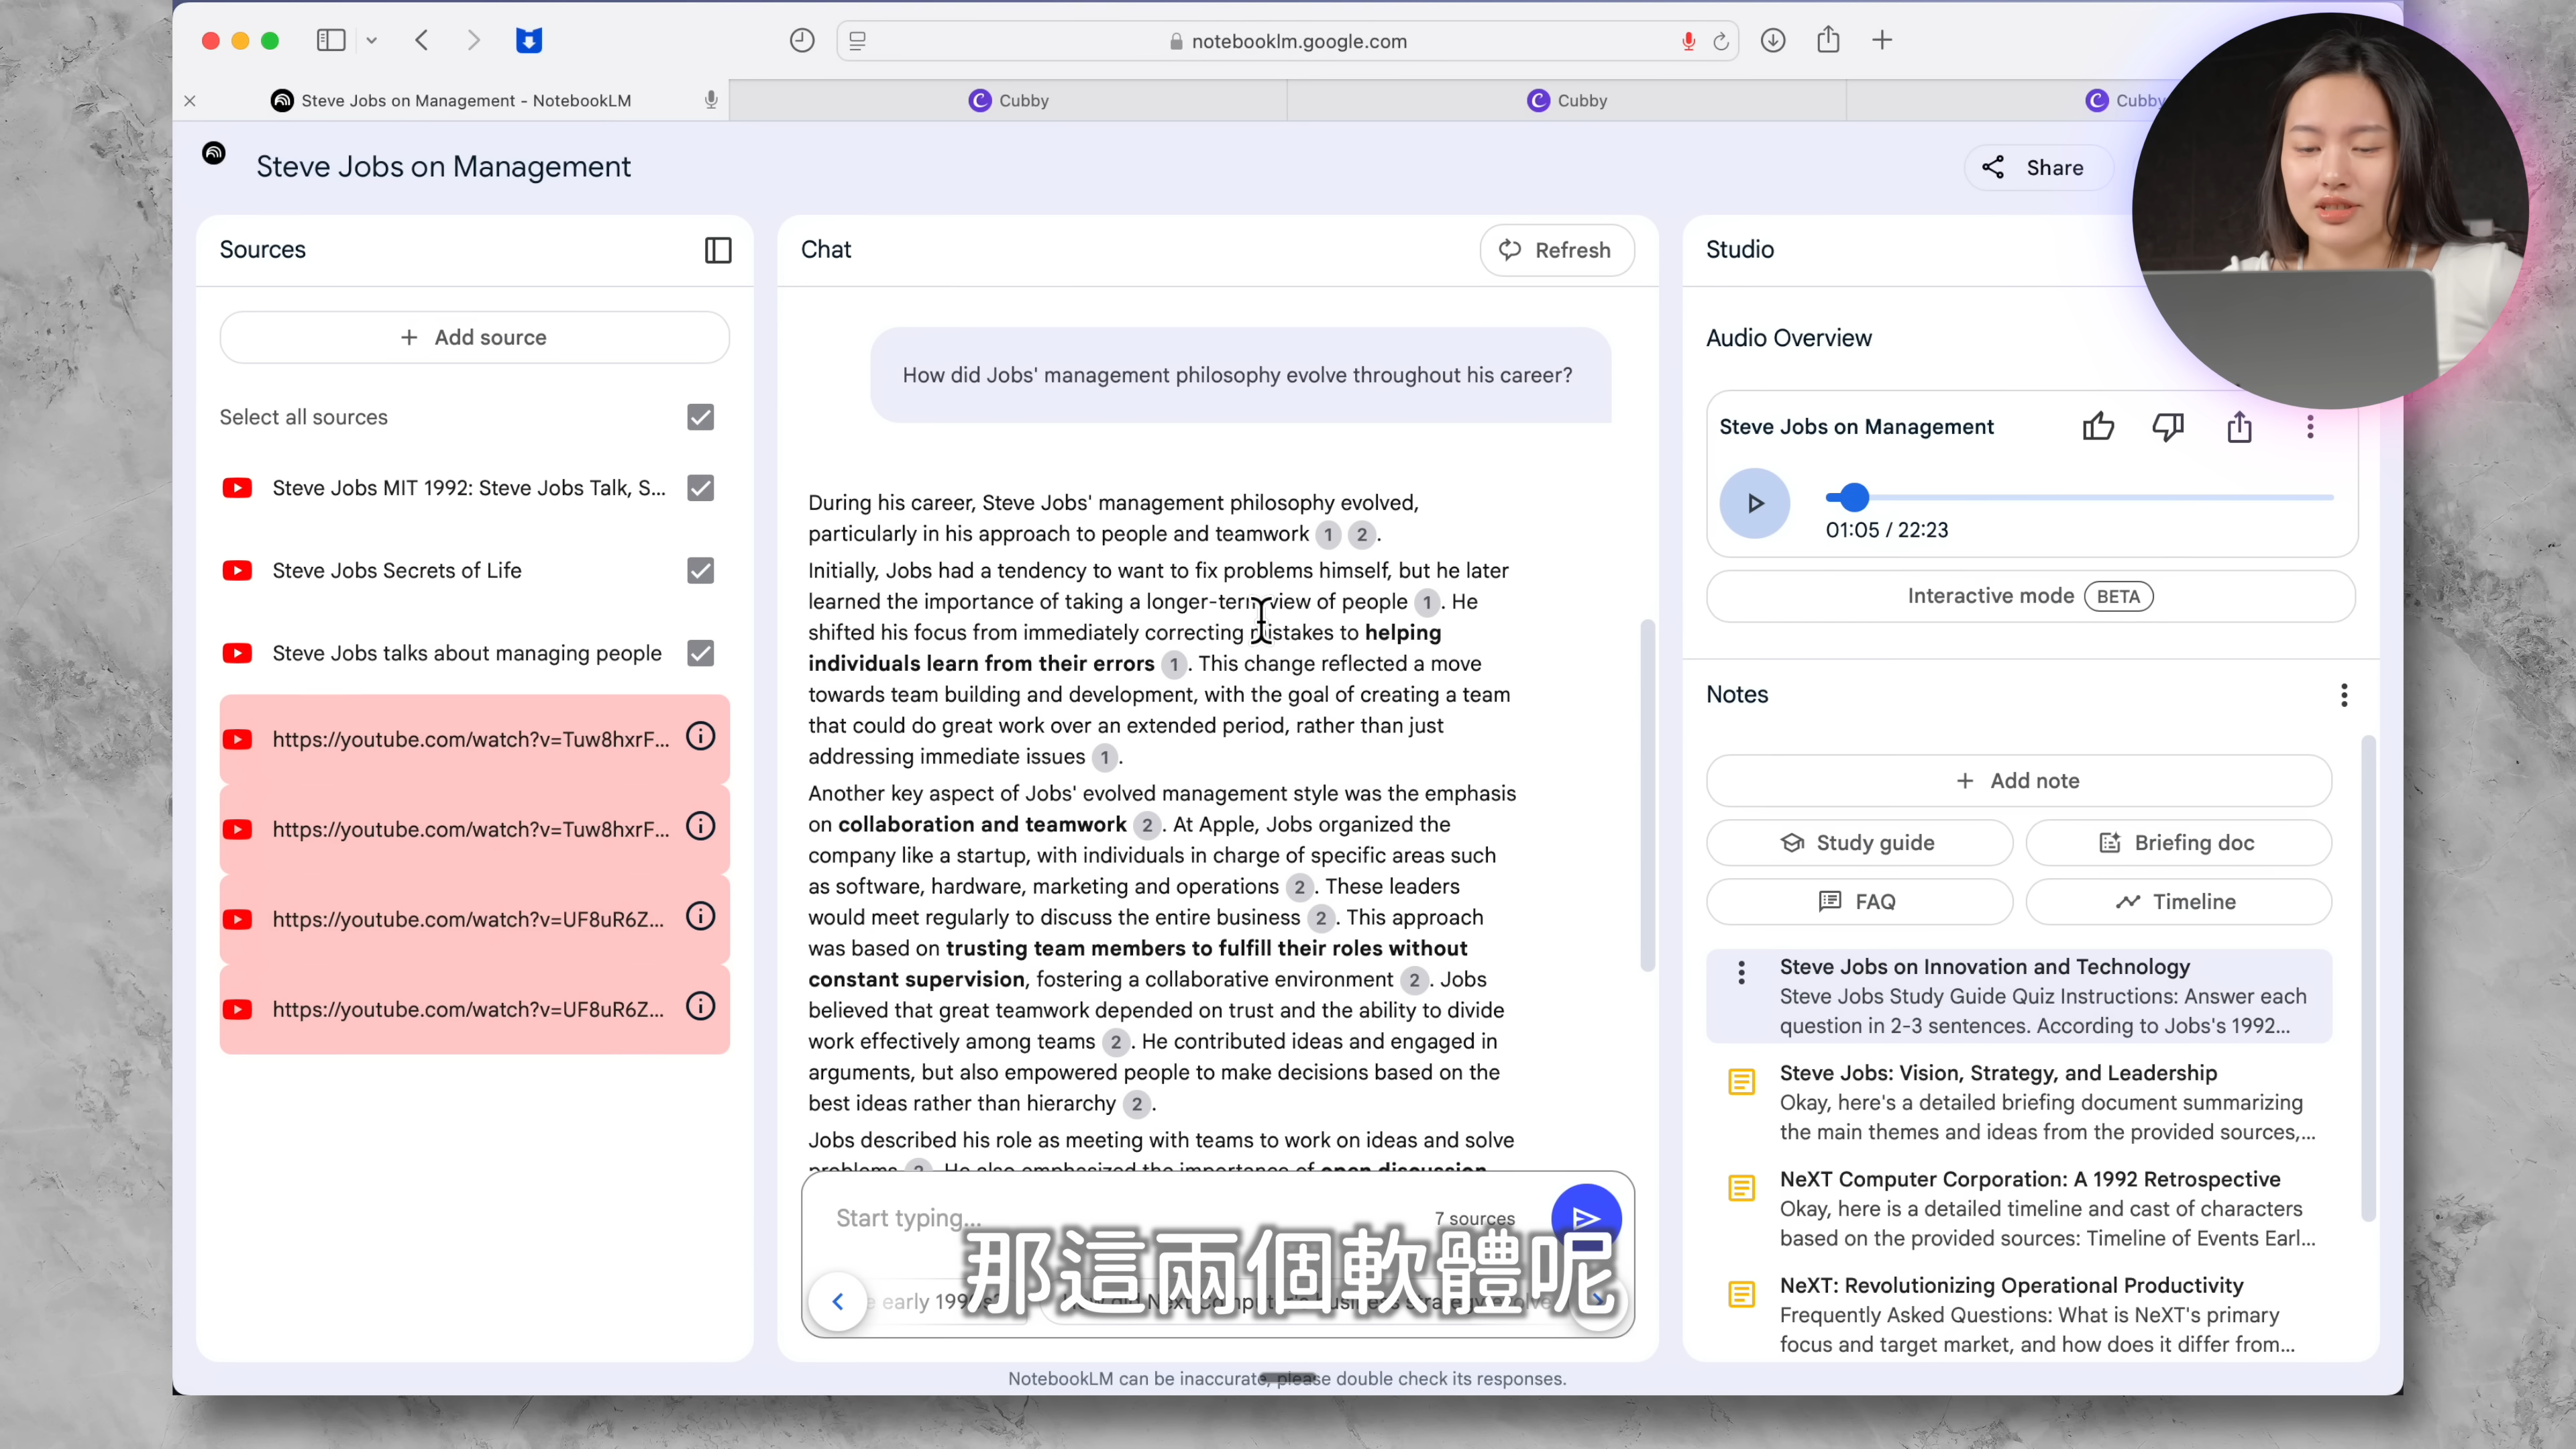 notebooklm.google.com
Steve Jobs on Management - NotebookLM
Cubby
Cubby
Cubby
Steve Jobs on Management
Share
Sources
Add source
Select all sources
Steve Jobs MIT 1992: Steve Jobs Talk, S...
Steve Jobs Secrets of Life
Steve Jobs talks about managing people
https://youtube.com/watch?v=Tuw8hxrF...
https://youtube.com/watch?v=Tuw8hxrF...
https://youtube.com/watch?v=UF8uR6Z...
https://youtube.com/watch?v=UF8uR6Z...
Chat
Refresh
How did Jobs' management philosophy evolve throughout his career?
During his career, Steve Jobs' management philosophy evolved,
particularly in his approach to people and teamwork 1 2.
Initially, Jobs had a tendency to want to fix problems himself, but he later
learned the importance of taking a longer-term view of people 1. He
shifted his focus from immediately correcting mistakes to helping
individuals learn from their errors 1. This change reflected a move
towards team building and development, with the goal of creating a team
that could do great work over an extended period, rather than just
addressing immediate issues 1.
Another key aspect of Jobs' evolved management style was the emphasis
on collaboration and teamwork 2. At Apple, Jobs organized the
company like a startup, with individuals in charge of specific areas such
as software, hardware, marketing and operations 2. These leaders
would meet regularly to discuss the entire business 2. This approach
was based on trusting team members to fulfill their roles without
constant supervision, fostering a collaborative environment 2. Jobs
believed that great teamwork depended on trust and the ability to divide
work effectively among teams 2. He contributed ideas and engaged in
arguments, but also empowered people to make decisions based on the
best ideas rather than hierarchy 2.
Jobs described his role as meeting with teams to work on ideas and solve
problems 2. He also emphasized the importance of open discussion
Start typing...
7 sources
early
那這兩個軟體呢
NotebookLM can be inaccurate, please double check its responses.
Studio
Audio Overview
Steve Jobs on Management
01:05 / 22:23
Interactive mode BETA
Notes
Add note
Study guide
Briefing doc
FAQ
Timeline
Steve Jobs on Innovation and Technology
Steve Jobs Study Guide Quiz Instructions: Answer each
question in 2-3 sentences. According to Jobs's 1992...
Steve Jobs: Vision, Strategy, and Leadership
Okay, here's a detailed briefing document summarizing
the main themes and ideas from the provided sources,...
NeXT Computer Corporation: A 1992 Retrospective
Okay, here is a detailed timeline and cast of characters
based on the provided sources: Timeline of Events Earl...
NeXT: Revolutionizing Operational Productivity
Frequently Asked Questions: What is NeXT's primary
focus and target market, and how does it differ from...